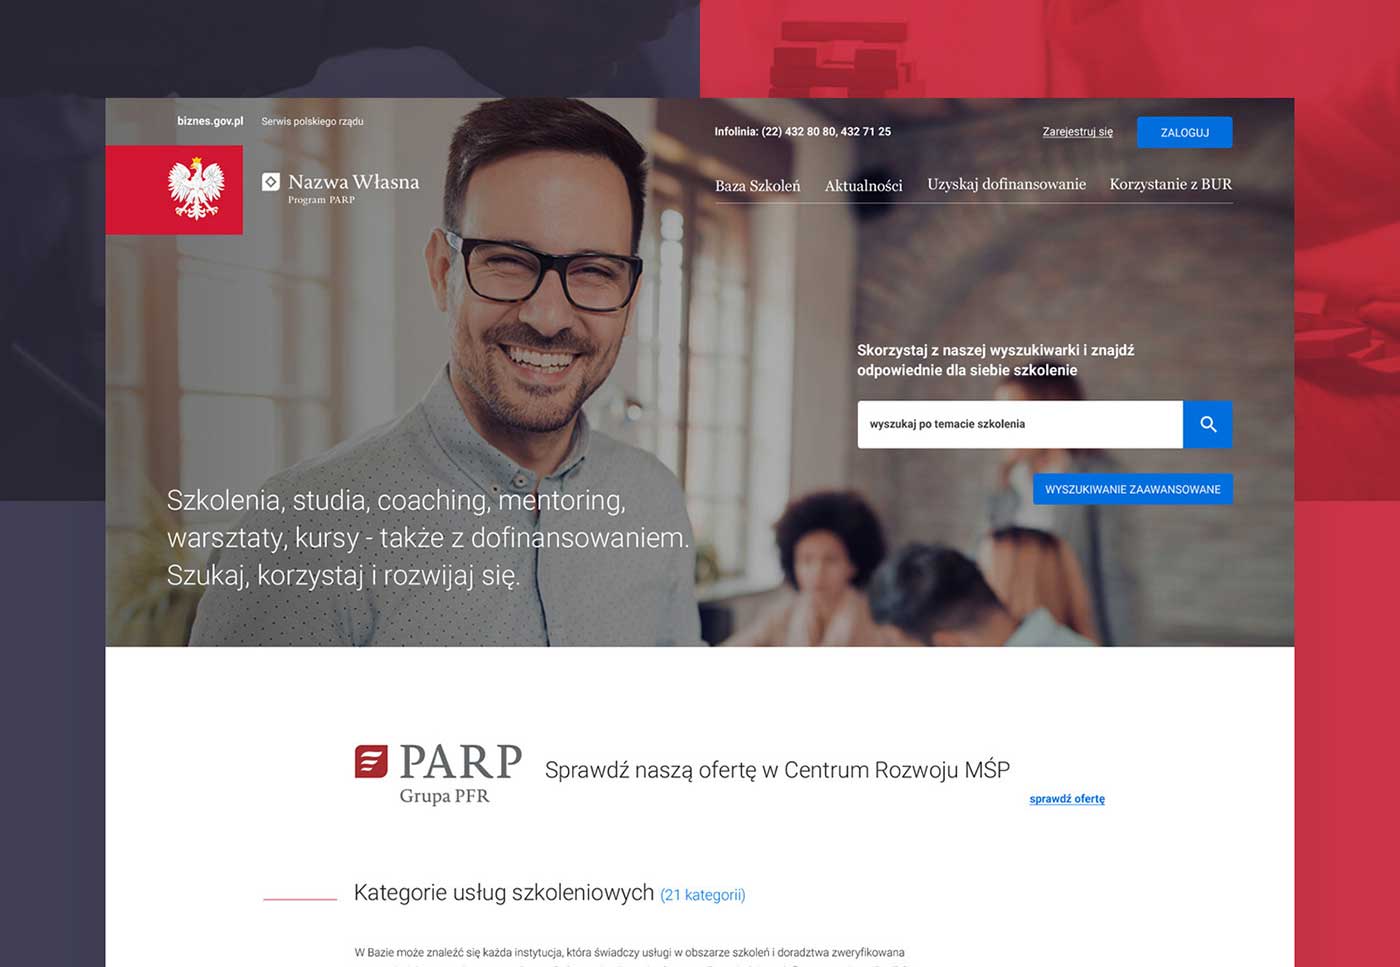 biznes.gov.pl Serwis polskiego rządu
Infolinia: (22) 432 80 80, 432 71 25
Zarejestruj się
ZALOGUJ
Nazwa Własna
Program PARP
Baza Szkoleń Aktualności Uzyskaj dofinansowanie Korzystanie z BUR
Skorzystaj z naszej wyszukiwarki i znajdź
odpowiednie dla siebie szkolenie
wyszukaj po temacie szkolenia
WYSZUKIWANIE ZAAWANSOWANE
Szkolenia, studia, coaching, mentoring,
warsztaty, kursy - także z dofinansowaniem.
Szukaj, korzystaj i rozwijaj się.
PARP
Grupa PFR
Sprawdź naszą ofertę w Centrum Rozwoju MŚP
sprawdź ofertę
Kategorie usług szkoleniowych (21 kategorii)
W Bazie może znaleźć się każda instytucja, która świadczy usługi w obszarze szkoleń i doradztwa zweryfikowana